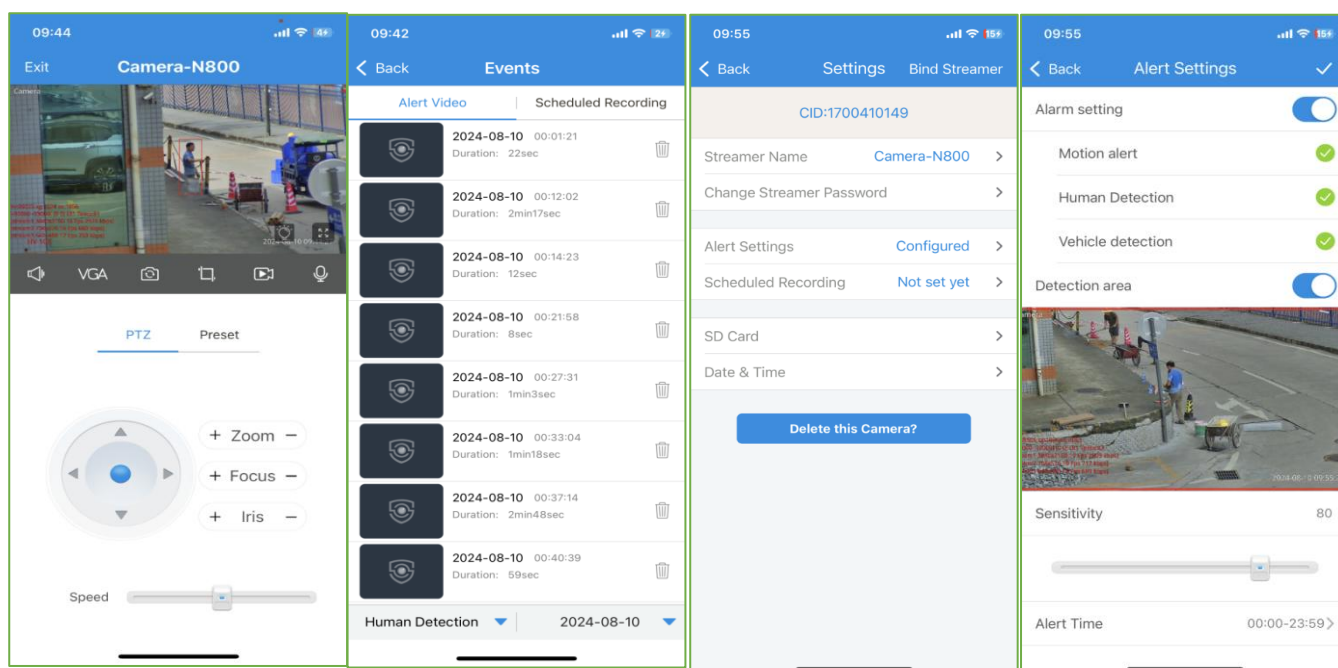 09:44
4
Exit
Camera-N800
Camera
VGA
PTZ
Preset
+ Zoom −
+ Focus −
+ Iris −
Speed
09:42
2
Back
Events
Alert Video
Scheduled Recording
2024-08-10 00:01:21
Duration: 22sec
2024-08-10 00:12:02
Duration: 2min17sec
2024-08-10 00:14:23
Duration: 12sec
2024-08-10 00:21:58
Duration: 8sec
2024-08-10 00:27:31
Duration: 1min3sec
2024-08-10 00:33:04
Duration: 1min18sec
2024-08-10 00:37:14
Duration: 2min48sec
2024-08-10 00:40:39
Duration: 59sec
Human Detection
2024-08-10
09:55
15
Back
Settings
Bind Streamer
CID:1700410149
Streamer Name
Camera-N800
Change Streamer Password
Alert Settings
Configured
Scheduled Recording
Not set yet
SD Card
Date & Time
Delete this Camera?
09:55
15
Back
Alert Settings
Alarm setting
Motion alert
Human Detection
Vehicle detection
Detection area
Sensitivity
80
Alert Time
00:00-23:59